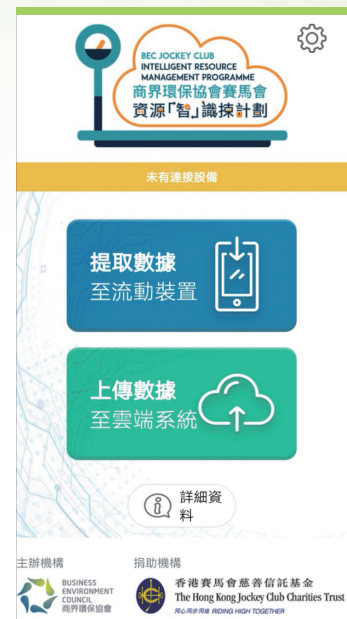 BEC JOCKEY CLUB
INTELLIGENT RESOURCE
MANAGEMENT PROGRAMME
商界環保協會賽馬會
資源「智」識揼計劃
未有連接設備
提取數據
至流動裝置
上傳數據
至雲端系統
詳細資
料
主辦機構
捐助機構
BUSINESS
ENVIRONMENT
COUNCIL
商界環保協會
香港賽馬會慈善信託基金
The Hong Kong Jockey Club Charities Trust
同心同步同進 RIDING HIGH TOGETHER